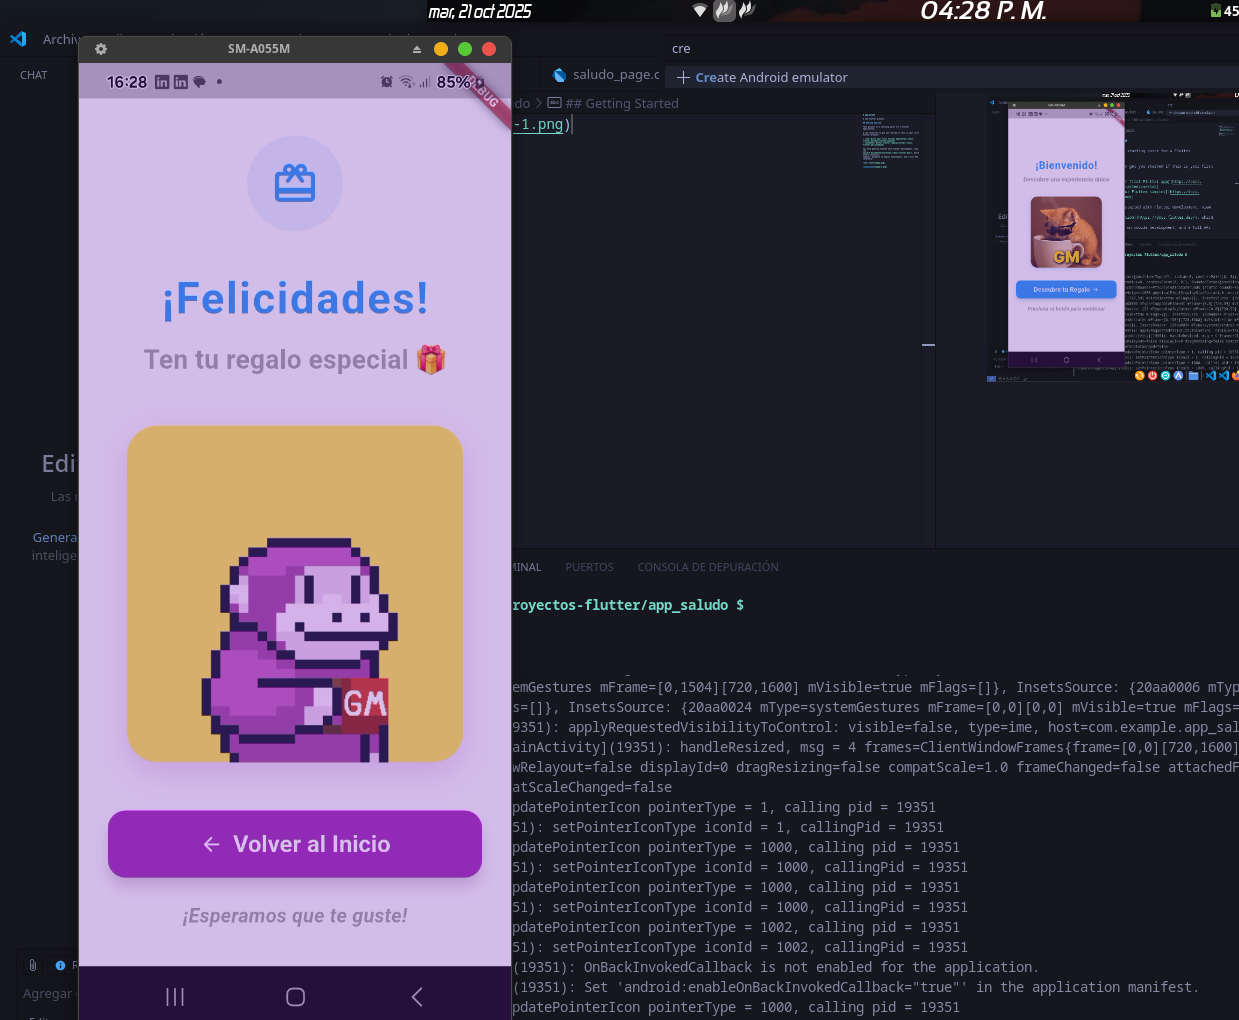 mar, 21 oct 2025
04:28 P. M.
45
Archiv
SM-A055M
cre
CHAT
saludo_page.c
Create Android emulator
16:28
85%
DEBUG
do > ## Getting Started
-1.png)
¡Felicidades!
Ten tu regalo especial 🎁
GM
← Volver al Inicio
¡Esperamos que te guste!
¡Bienvenido!
Descubre una experiencia única
GM
Descubre tu Regalo →
Presiona el botón para continuar
Edi
Las
Genera
intelige
Agregar
MINAL
PUERTOS
CONSOLA DE DEPURACIÓN
royectos-flutter/app_saludo $
emGestures mFrame=[0,1504][720,1600] mVisible=true mFlags=[]}, InsetsSource: {20aa0006 mTyp
s=[]}, InsetsSource: {20aa0024 mType=systemGestures mFrame=[0,0][0,0] mVisible=true mFlags=
9351): applyRequestedVisibilityToControl: visible=false, type=ime, host=com.example.app_sal
ainActivity](19351): handleResized, msg = 4 frames=ClientWindowFrames{frame=[0,0][720,1600]
wRelayout=false displayId=0 dragResizing=false compatScale=1.0 frameChanged=false attachedF
atScaleChanged=false
pdatePointerIcon pointerType = 1, calling pid = 19351
51): setPointerIconType iconId = 1, callingPid = 19351
pdatePointerIcon pointerType = 1000, calling pid = 19351
51): setPointerIconType iconId = 1000, callingPid = 19351
pdatePointerIcon pointerType = 1000, calling pid = 19351
51): setPointerIconType iconId = 1000, callingPid = 19351
pdatePointerIcon pointerType = 1002, calling pid = 19351
51): setPointerIconType iconId = 1002, callingPid = 19351
(19351): OnBackInvokedCallback is not enabled for the application.
(19351): Set 'android:enableOnBackInvokedCallback="true"' in the application manifest.
pdatePointerIcon pointerType = 1000, calling pid = 19351